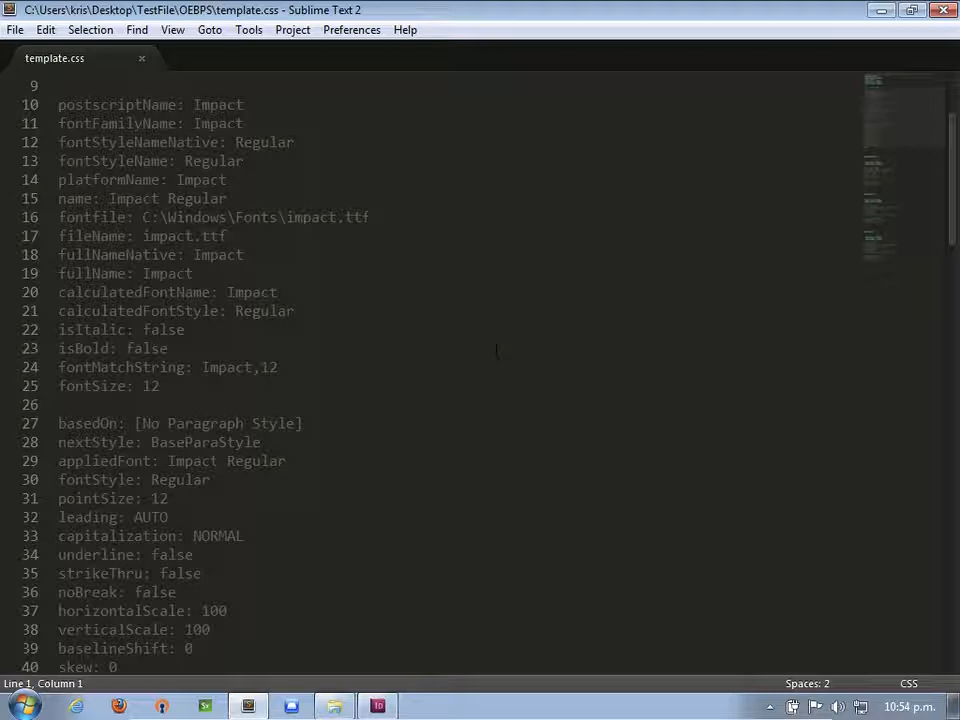 C:\Users\kris\Desktop\TestFile\OEBPS\template.css - Sublime Text 2
File Edit Selection Find View Goto Tools Project Preferences Help
template.css ×
9
10 postscriptName: Impact
11 fontFamilyName: Impact
12 fontStyleNameNative: Regular
13 fontStyleName: Regular
14 platformName: Impact
15 name: Impact Regular
16 fontfile: C:\Windows\Fonts\impact.ttf
17 fileName: impact.ttf
18 fullNameNative: Impact
19 fullName: Impact
20 calculatedFontName: Impact
21 calculatedFontStyle: Regular
22 isItalic: false
23 isBold: false
24 fontMatchString: Impact,12
25 fontSize: 12
26
27 basedOn: [No Paragraph Style]
28 nextStyle: BaseParaStyle
29 appliedFont: Impact Regular
30 fontStyle: Regular
31 pointSize: 12
32 leading: AUTO
33 capitalization: NORMAL
34 underline: false
35 strikeThru: false
36 noBreak: false
37 horizontalScale: 100
38 verticalScale: 100
39 baselineShift: 0
40 skew: 0
Line 1, Column 1 Spaces: 2 CSS
10:54 p.m.